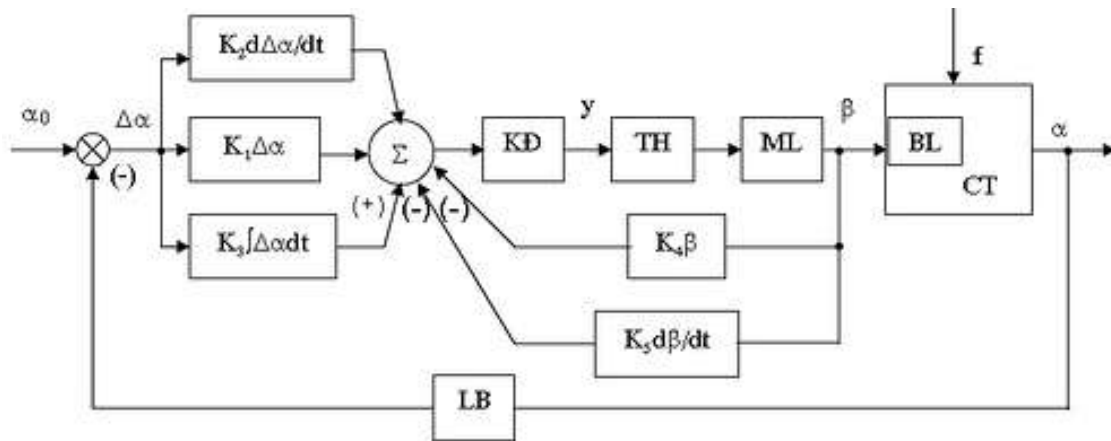 K₂dΔα/dt
f
α₀
Δα
y
β
α
K₁Δα
Σ
KĐ
TH
ML
BL
CT
(-)
(+)
(-)
(-)
K₃∫Δαdt
K₄β
K₅dβ/dt
LB